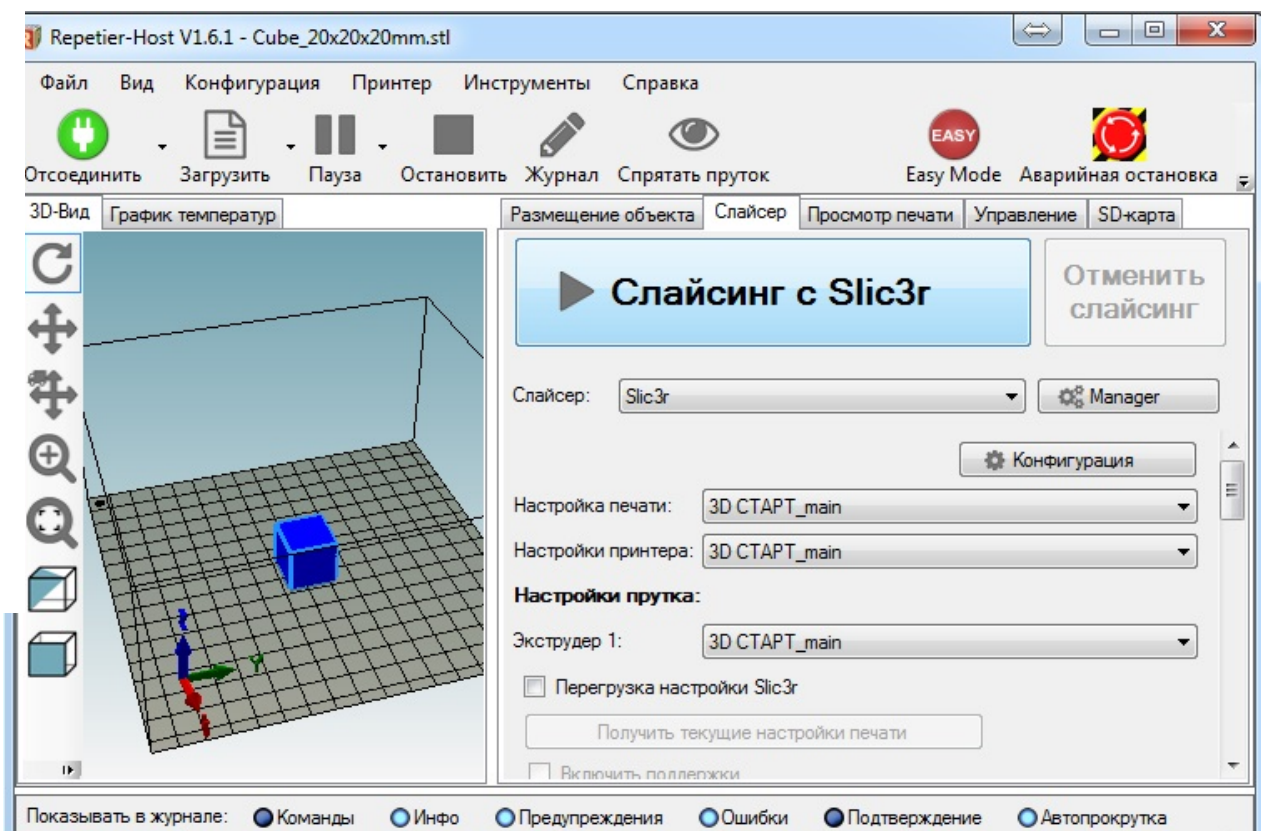 Repetier-Host V1.6.1 - Cube_20x20x20mm.stl
Файл Вид Конфигурация Принтер Инструменты Справка
EASY
Отсоединить Загрузить Пауза Остановить Журнал Спрятать пруток Easy Mode Аварийная остановка
3D-Вид График температур Размещение объекта Слайсер Просмотр печати Управление SD-карта
Слайсинг с Slic3r
Отменить слайсинг
Слайсер: Slic3r Manager
Конфигурация
Настройка печати: 3D СТАРТ_main
Настройки принтера: 3D СТАРТ_main
Настройки прутка:
Экструдер 1: 3D СТАРТ_main
Перегрузка настройки Slic3r
Получить текущие настройки печати
Включить поддержки
Y
Показывать в журнале: Команды Инфо Предупреждения Ошибки Подтверждение Автопрокрутка